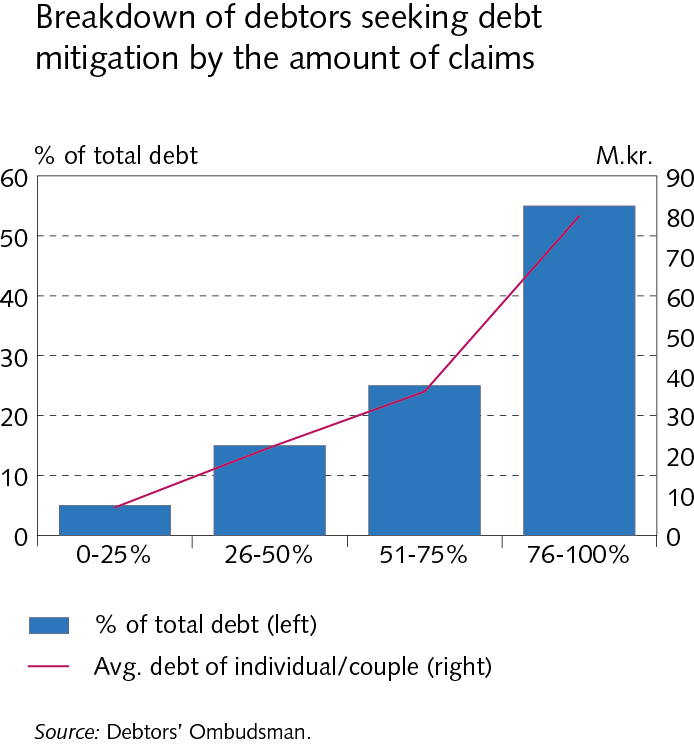 Breakdown of debtors seeking debt
mitigation by the amount of claims
% of total debt M.kr.
60 90
50 80
40 70
30 60
20 50
10 40
0 30
20
10
0
0-25% 26-50% 51-75% 76-100%
% of total debt (left)
Avg. debt of individual/couple (right)
Source: Debtors' Ombudsman.